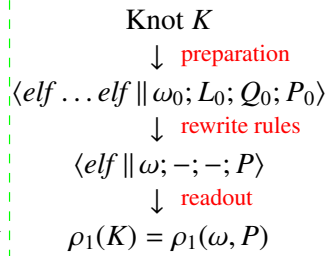 Knot K
↓ preparation
⟨elf … elf || ω₀; L₀; Q₀; P₀⟩
↓ rewrite rules
⟨elf || ω; −; −; P⟩
↓ readout
ρ₁(K) = ρ₁(ω, P)